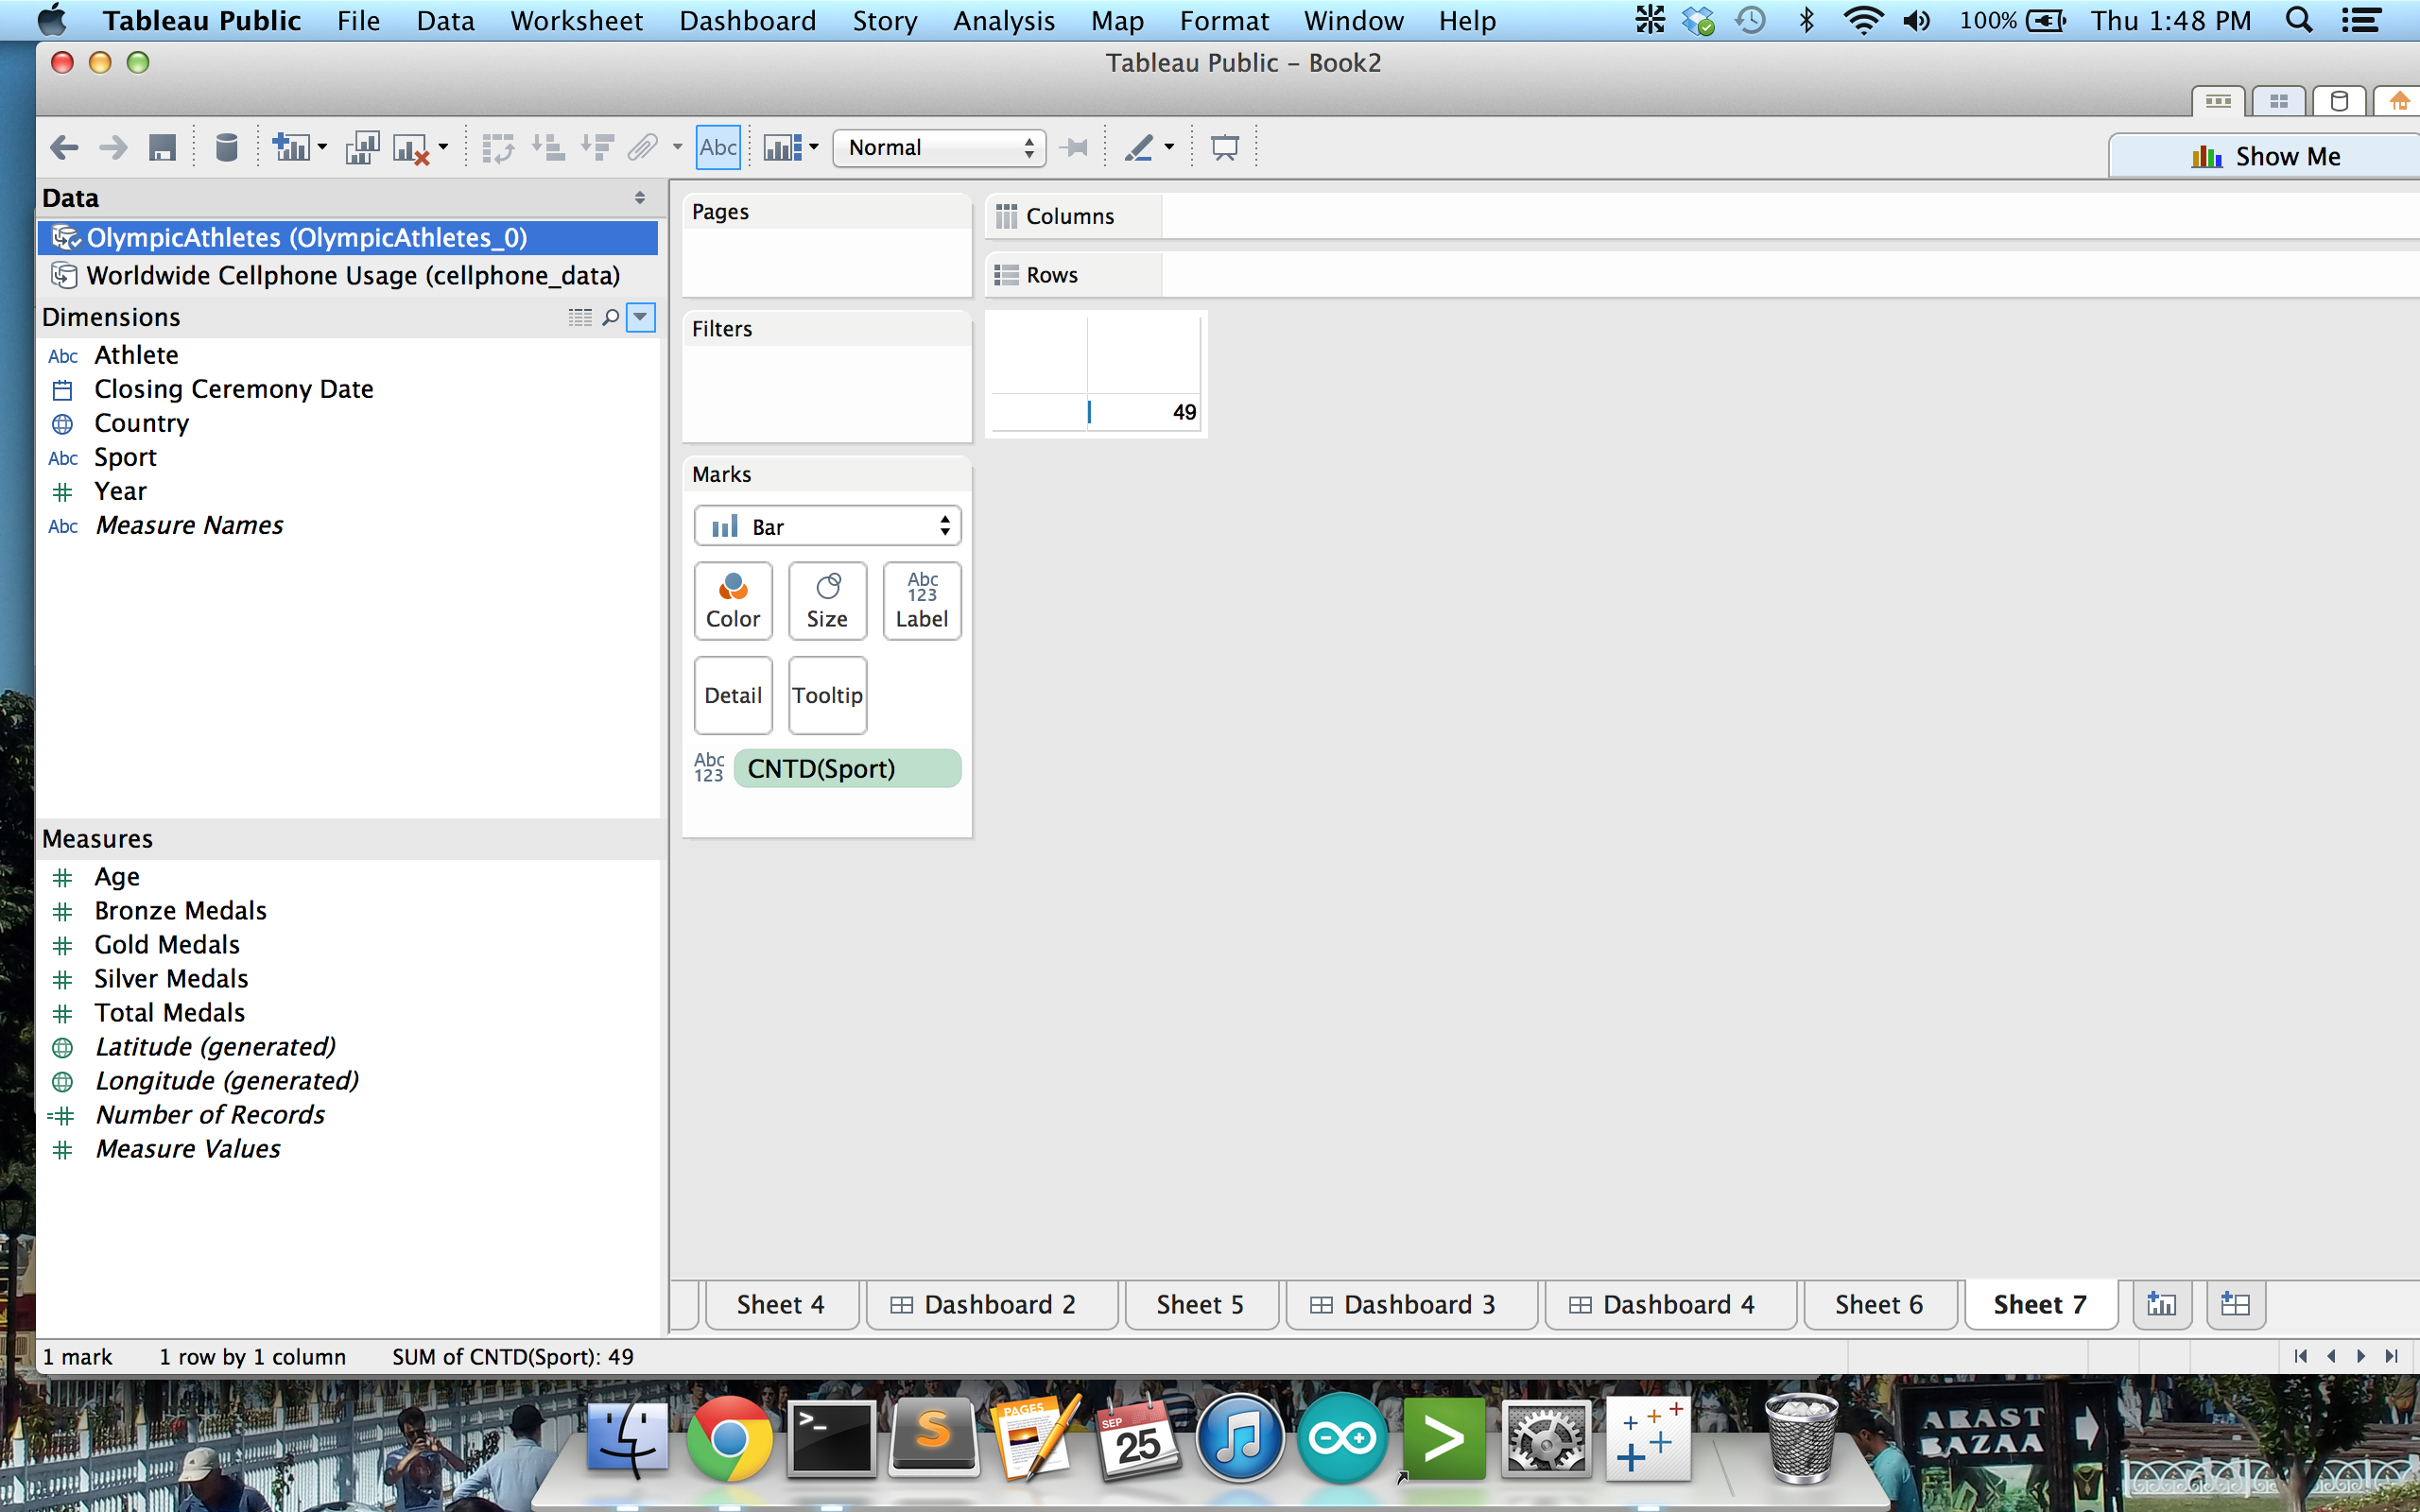 Tableau Public File Data Worksheet Dashboard Story Analysis Map Format Window Help 100% Thu 1:48 PM
Tableau Public – Book2
Abc Normal
Show Me
Data
OlympicAthletes (OlympicAthletes_0)
Worldwide Cellphone Usage (cellphone_data)
Dimensions
Abc Athlete
Closing Ceremony Date
Country
Abc Sport
Year
Abc Measure Names
Measures
Age
Bronze Medals
Gold Medals
Silver Medals
Total Medals
Latitude (generated)
Longitude (generated)
=# Number of Records
Measure Values
Pages
Filters
Marks
Bar
Color
Size
Abc
123
Label
Detail
Tooltip
Abc
123
CNTD(Sport)
Columns
Rows
49
Sheet 4 Dashboard 2 Sheet 5 Dashboard 3 Dashboard 4 Sheet 6 Sheet 7
1 mark 1 row by 1 column SUM of CNTD(Sport): 49
>_
S
PAGES
SEP
25
ARAST
BAZAA